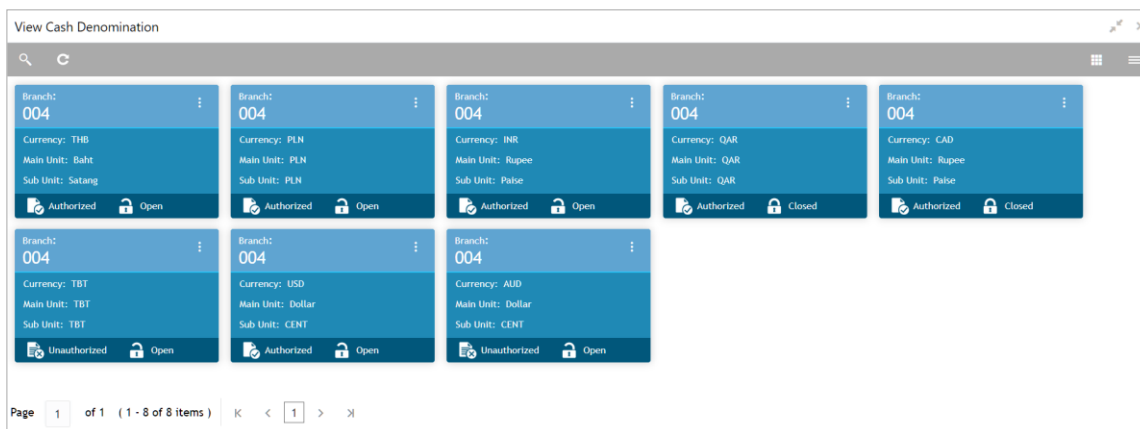 View Cash Denomination
Branch:
004
Currency: THB
Main Unit: Baht
Sub Unit: Satang
Authorized Open
Branch:
004
Currency: PLN
Main Unit: PLN
Sub Unit: PLN
Authorized Open
Branch:
004
Currency: INR
Main Unit: Rupee
Sub Unit: Paise
Authorized Open
Branch:
004
Currency: QAR
Main Unit: QAR
Sub Unit: QAR
Authorized Closed
Branch:
004
Currency: CAD
Main Unit: Rupee
Sub Unit: Paise
Authorized Closed
Branch:
004
Currency: TBT
Main Unit: TBT
Sub Unit: TBT
Unauthorized Open
Branch:
004
Currency: USD
Main Unit: Dollar
Sub Unit: CENT
Authorized Open
Branch:
004
Currency: AUD
Main Unit: Dollar
Sub Unit: CENT
Unauthorized Open
Page 1 of 1 ( 1 - 8 of 8 items ) 1